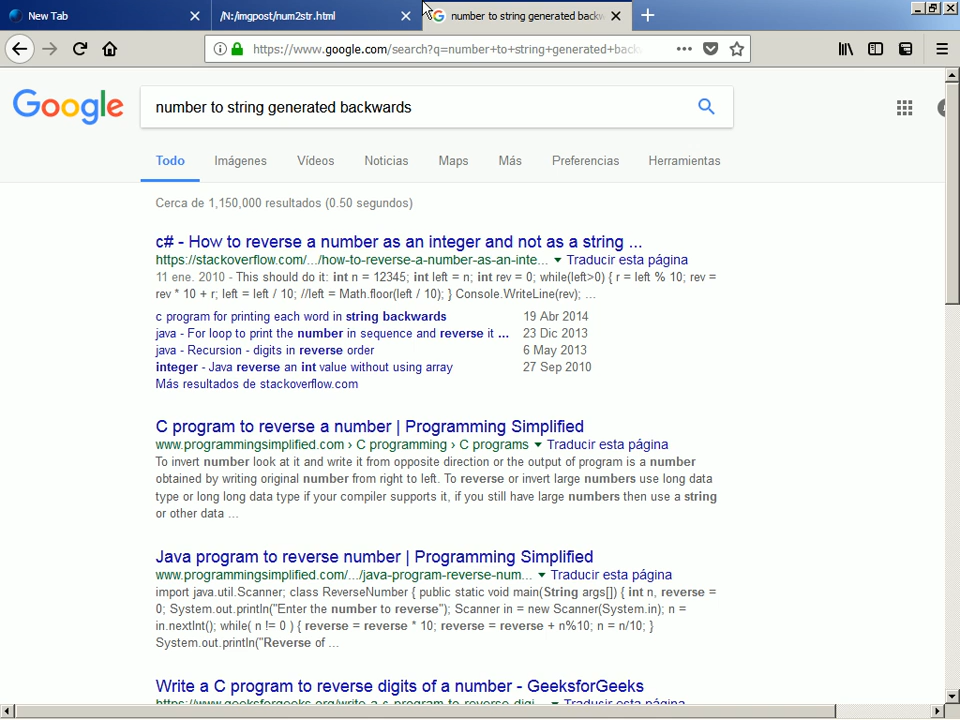 New Tab
/N:/imgpost/num2str.html
number to string generated backw
https://www.google.com/search?q=number+to+string+generated+backw
Google
number to string generated backwards
Todo Imágenes Vídeos Noticias Maps Más Preferencias Herramientas
Cerca de 1,150,000 resultados (0.50 segundos)
c# - How to reverse a number as an integer and not as a string ...
https://stackoverflow.com/.../how-to-reverse-a-number-as-an-inte... Traducir esta página
11 ene. 2010 - This should do it: int n = 12345; int left = n; int rev = 0; while(left>0) { r = left % 10; rev =
rev * 10 + r; left = left / 10; //left = Math.floor(left / 10); } Console.WriteLine(rev); ...
c program for printing each word in string backwards 19 Abr 2014
java - For loop to print the number in sequence and reverse it ... 23 Dic 2013
java - Recursion - digits in reverse order 6 May 2013
integer - Java reverse an int value without using array 27 Sep 2010
Más resultados de stackoverflow.com
C program to reverse a number | Programming Simplified
www.programmingsimplified.com › C programming › C programs Traducir esta página
To invert number look at it and write it from opposite direction or the output of program is a number
obtained by writing original number from right to left. To reverse or invert large numbers use long data
type or long long data type if your compiler supports it, if you still have large numbers then use a string
or other data ...
Java program to reverse number | Programming Simplified
www.programmingsimplified.com/.../java-program-reverse-num... Traducir esta página
import java.util.Scanner; class ReverseNumber { public static void main(String args[]) { int n, reverse =
0; System.out.println("Enter the number to reverse"); Scanner in = new Scanner(System.in); n =
in.nextInt(); while( n != 0 ) { reverse = reverse * 10; reverse = reverse + n%10; n = n/10; }
System.out.println("Reverse of ...
Write a C program to reverse digits of a number - GeeksforGeeks
https://www.geeksforgeeks.org/write-a-c-program-to-reverse-digi... Traducir esta página